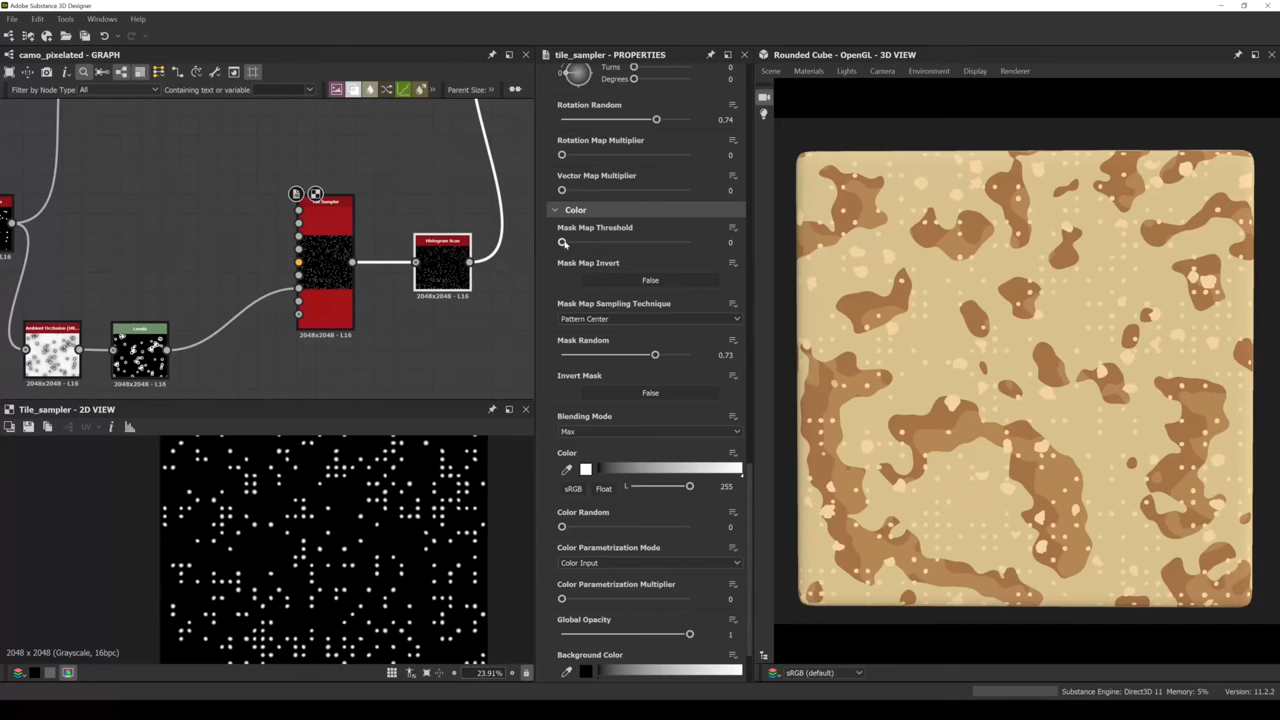 Adobe Substance 3D Designer
File Edit Tools Windows Help
camo_pixelated - GRAPH
Filter by Node Type All Containing text or variable Parent Size:
Histogram Scan
2048x2048 - L16
2048x2048 - L16
Ambient Occlusion (HB
Levels
2048x2048 - L16
2048x2048 - L16
Tile_sampler - 2D VIEW
UV
2048 x 2048 (Grayscale, 16bpc)
23.91%
tile_sampler - PROPERTIES
0 Turns 0
Degrees 0
Rotation Random
0.74
Rotation Map Multiplier
0
Vector Map Multiplier
0
Color
Mask Map Threshold
0
Mask Map Invert
False
Mask Map Sampling Technique
Pattern Center
Mask Random
0.73
Invert Mask
False
Blending Mode
Max
Color
sRGB Float L 255
Color Random
0
Color Parametrization Mode
Color Input
Color Parametrization Multiplier
0
Global Opacity
1
Background Color
Rounded Cube - OpenGL - 3D VIEW
Scene Materials Lights Camera Environment Display Renderer
sRGB (default)
Substance Engine: Direct3D 11 Memory: 5% Version: 11.2.2